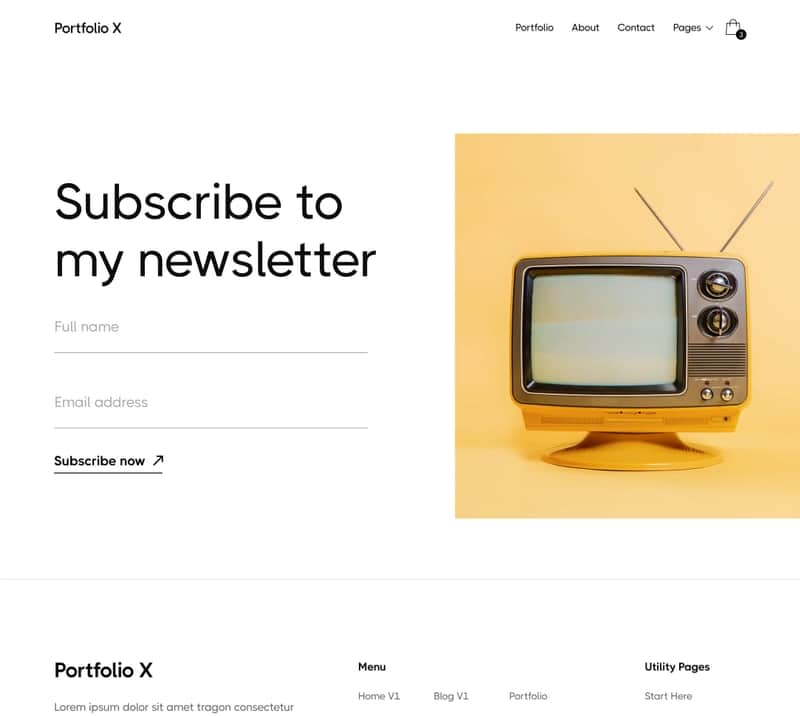 Portfolio X
Portfolio About Contact Pages
Subscribe to
my newsletter
Full name
Email address
Subscribe now
Portfolio X
Menu
Utility Pages
Home V1 Blog V1 Portfolio
Start Here
Lorem ipsum dolor sit amet tragon consectetur